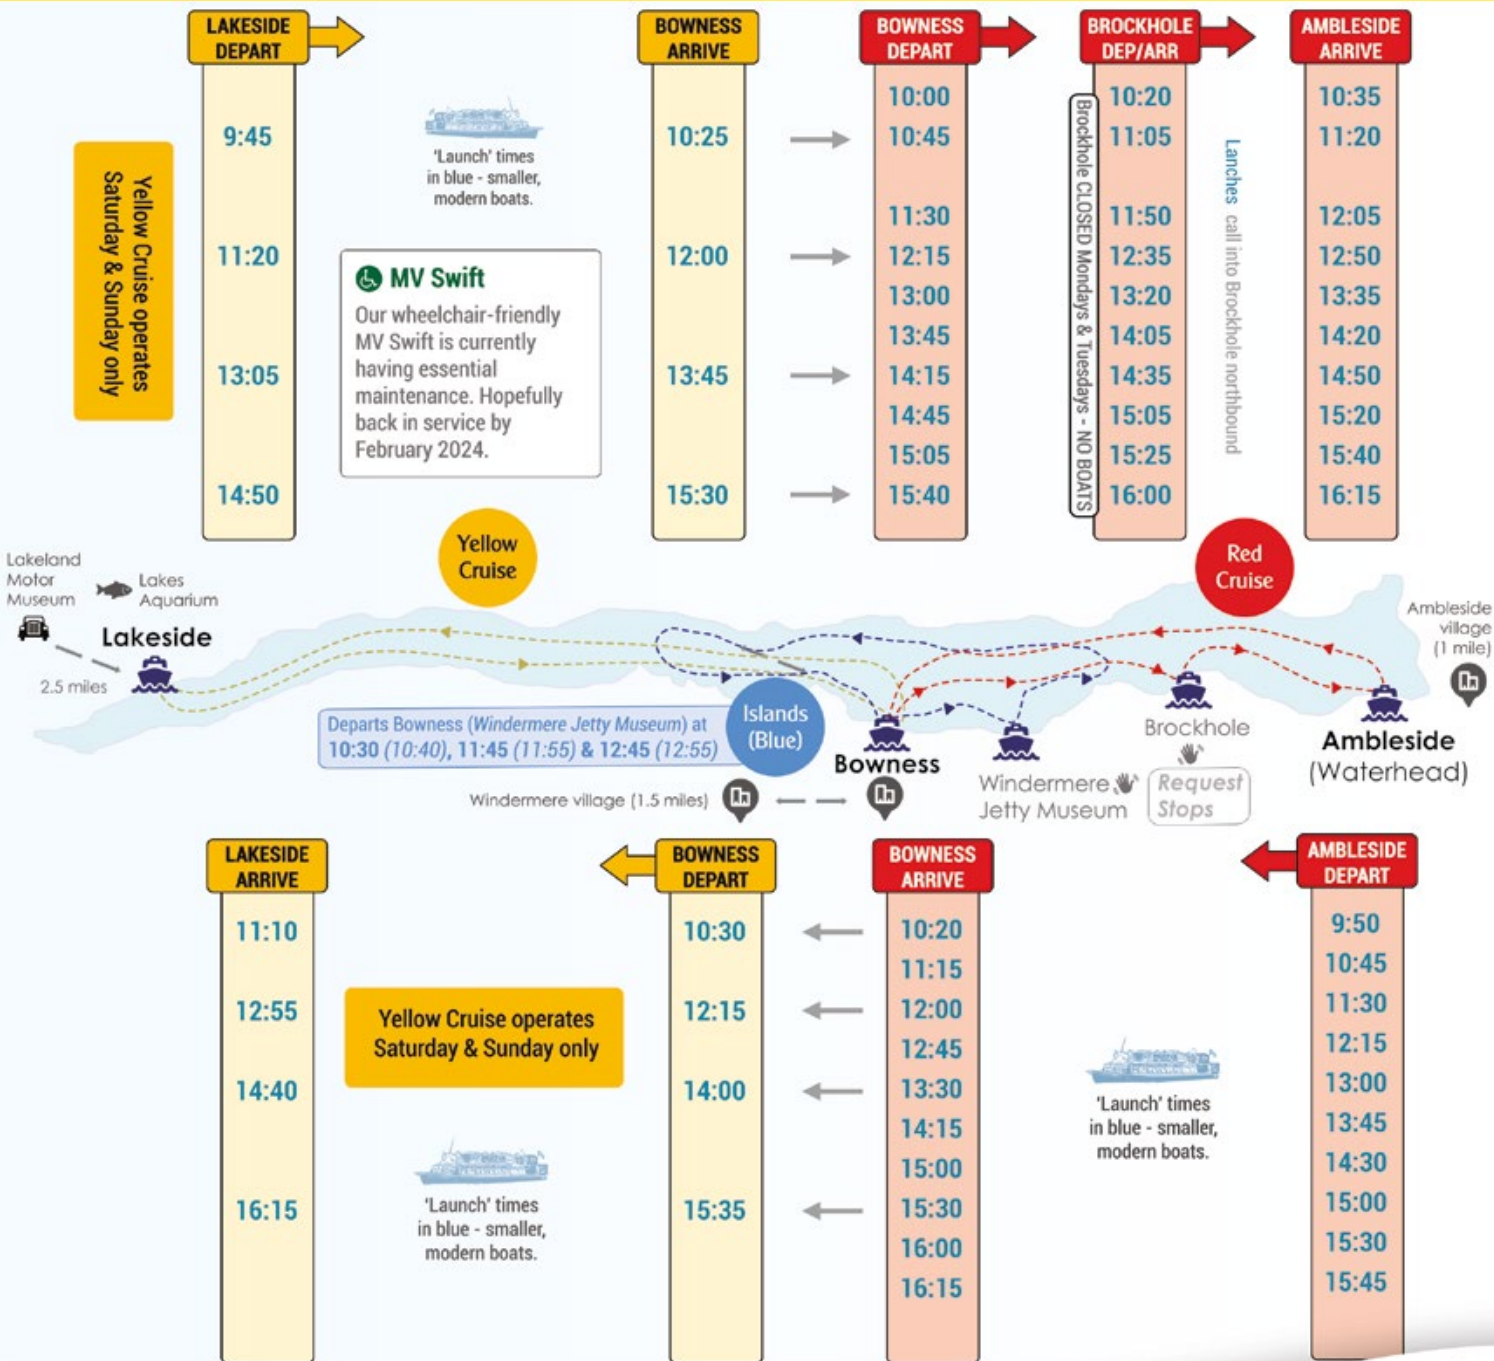 LAKESIDE
DEPART
9:45
11:20
13:05
14:50
Yellow Cruise operates
Saturday & Sunday only
'Launch' times
in blue - smaller,
modern boats.
MV Swift
Our wheelchair-friendly
MV Swift is currently
having essential
maintenance. Hopefully
back in service by
February 2024.
BOWNESS
ARRIVE
10:25
12:00
13:45
15:30
BOWNESS
DEPART
10:00
10:45
11:30
12:15
13:00
13:45
14:15
14:45
15:05
15:40
Brockhole CLOSED Mondays & Tuesdays - NO BOATS
BROCKHOLE
DEP/ARR
10:20
11:05
11:50
12:35
13:20
14:05
14:35
15:05
15:25
16:00
Lanches call into Brockhole northbound
AMBLESIDE
ARRIVE
10:35
11:20
12:05
12:50
13:35
14:20
14:50
15:20
15:40
16:15
Yellow
Cruise
Red
Cruise
Lakeland
Motor
Museum
Lakes
Aquarium
Lakeside
2.5 miles
Departs Bowness (Windermere Jetty Museum) at
10:30 (10:40), 11:45 (11:55) & 12:45 (12:55)
Islands
(Blue)
Bowness
Windermere village (1.5 miles)
Windermere
Jetty Museum
Brockhole
Request
Stops
Ambleside
(Waterhead)
Ambleside
village
(1 mile)
LAKESIDE
ARRIVE
11:10
12:55
14:40
16:15
Yellow Cruise operates
Saturday & Sunday only
'Launch' times
in blue - smaller,
modern boats.
BOWNESS
DEPART
10:30
12:15
14:00
15:35
BOWNESS
ARRIVE
10:20
11:15
12:00
12:45
13:30
14:15
15:00
15:30
16:00
16:15
'Launch' times
in blue - smaller,
modern boats.
AMBLESIDE
DEPART
9:50
10:45
11:30
12:15
13:00
13:45
14:30
15:00
15:30
15:45